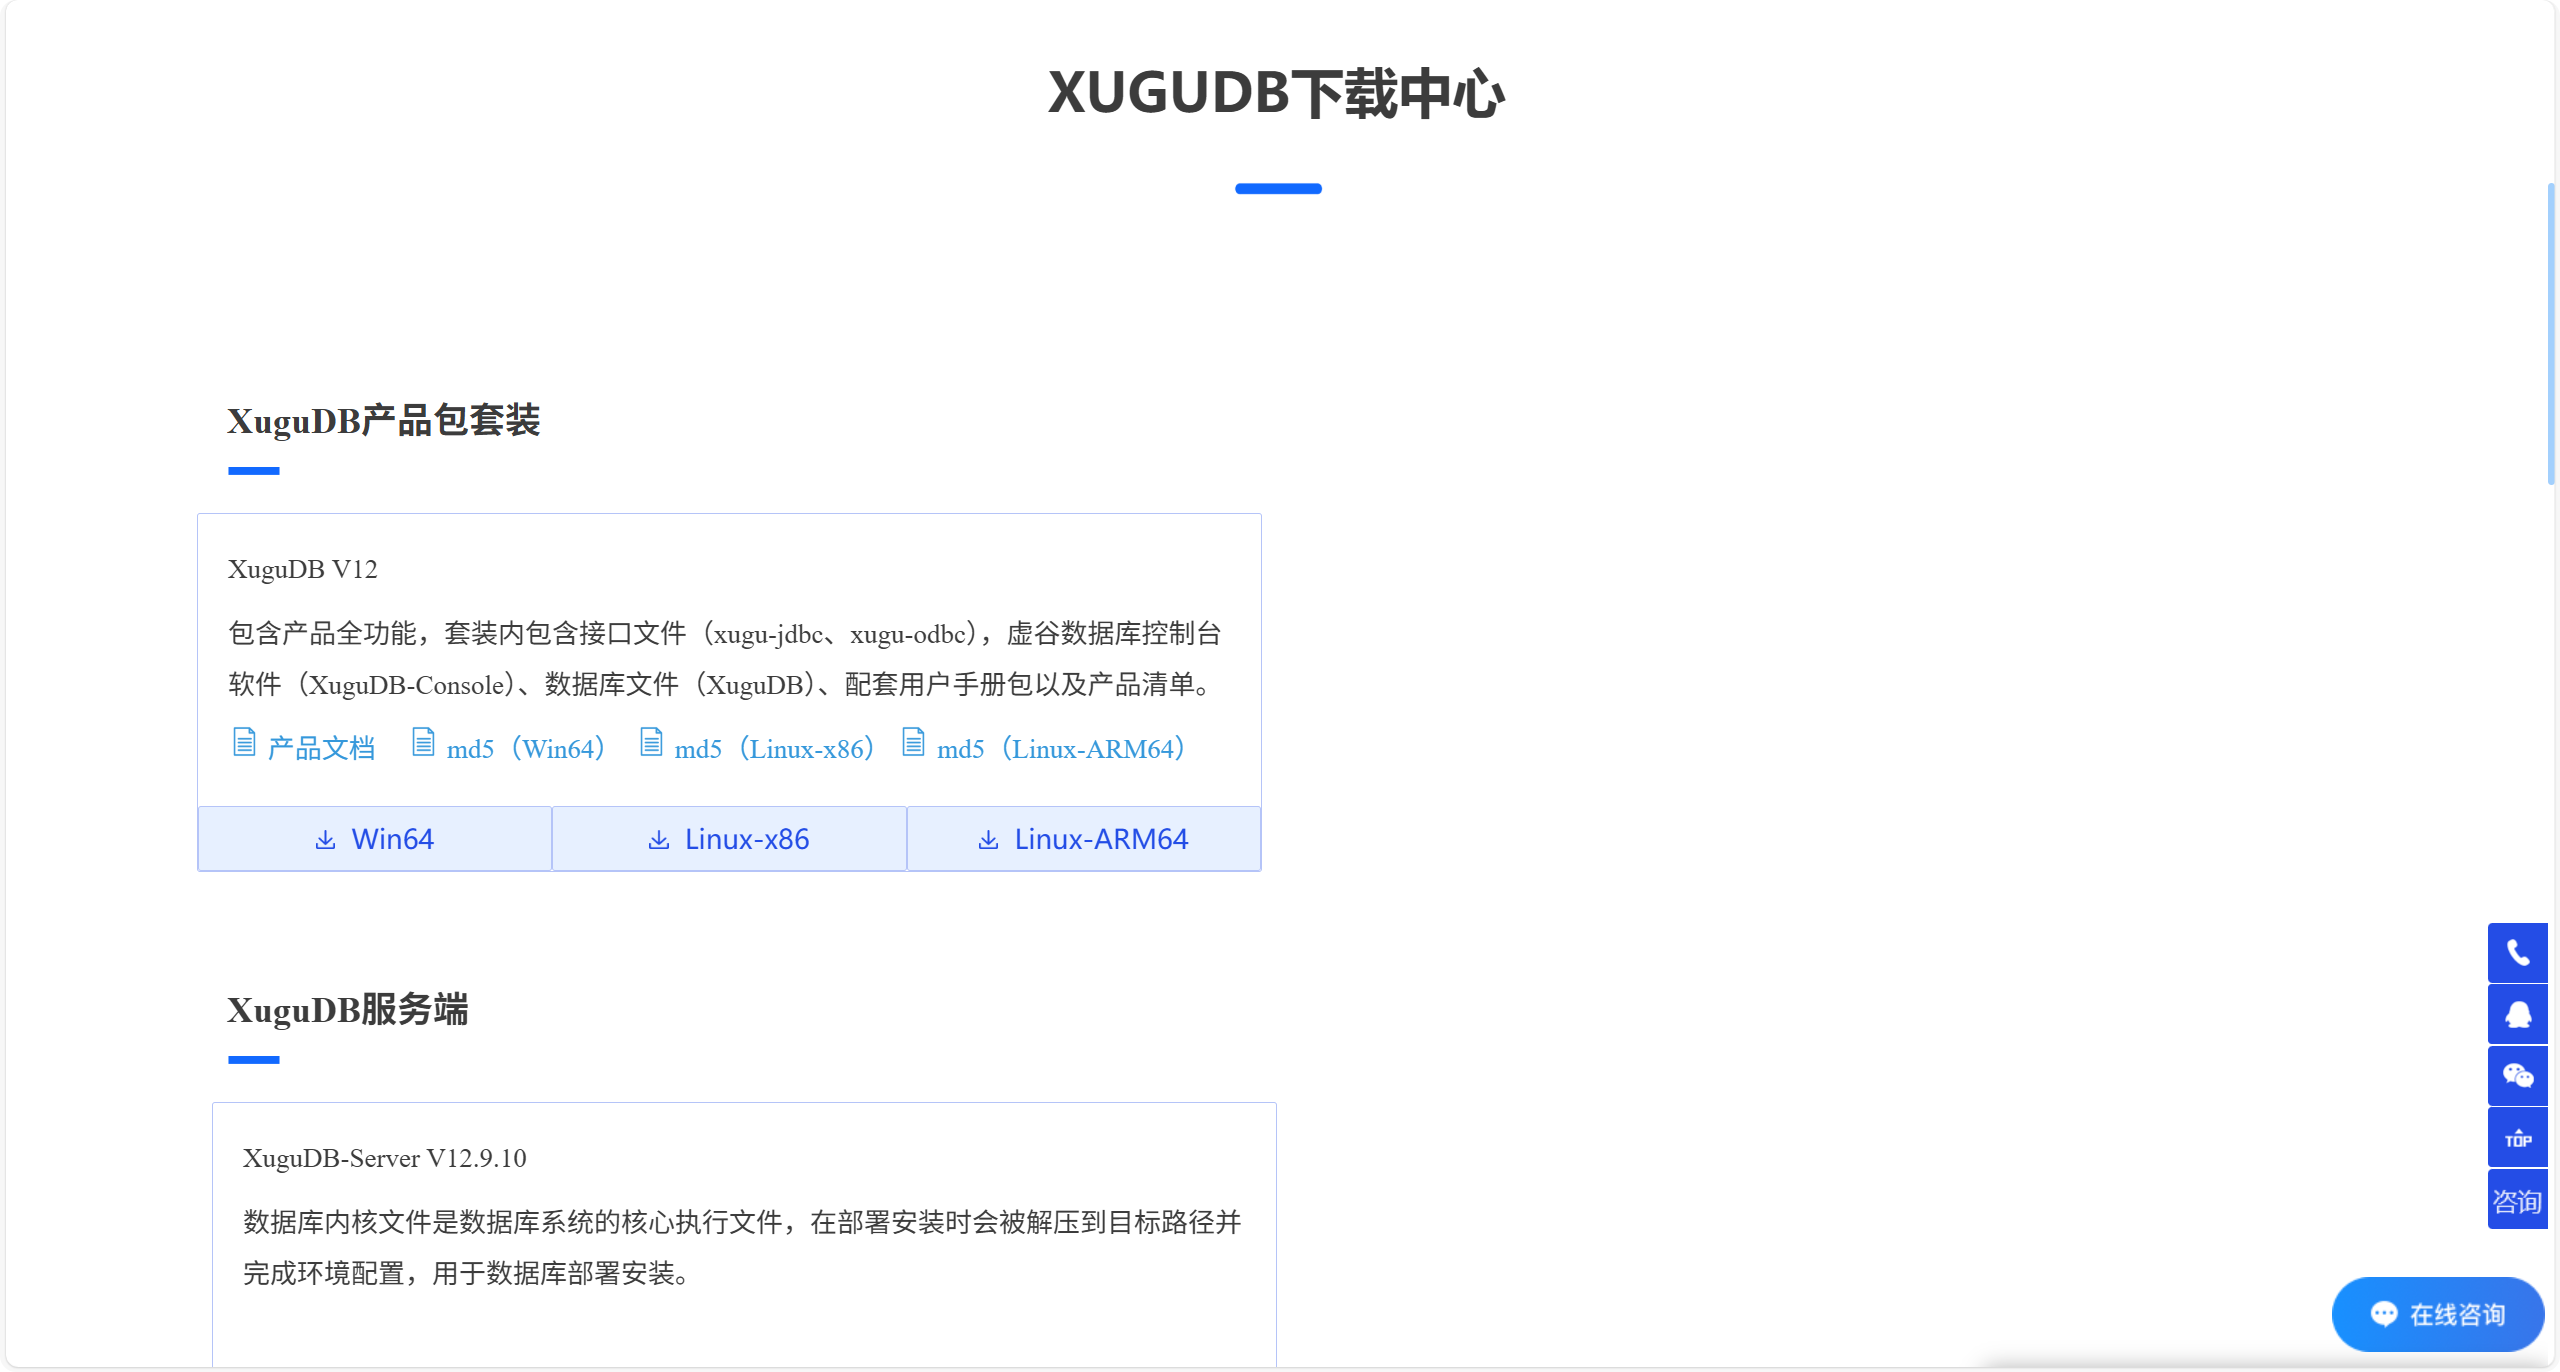 XUGUDB下载中心
XuguDB产品包套装
XuguDB V12
包含产品全功能，套装内包含接口文件（xugu-jdbc、xugu-odbc），虚谷数据库控制台
软件（XuguDB-Console）、数据库文件（XuguDB）、配套用户手册包以及产品清单。
产品文档 md5（Win64） md5（Linux-x86） md5（Linux-ARM64）
Win64 Linux-x86 Linux-ARM64
XuguDB服务端
XuguDB-Server V12.9.10
数据库内核文件是数据库系统的核心执行文件，在部署安装时会被解压到目标路径并
完成环境配置，用于数据库部署安装。
TOP
咨询
在线咨询